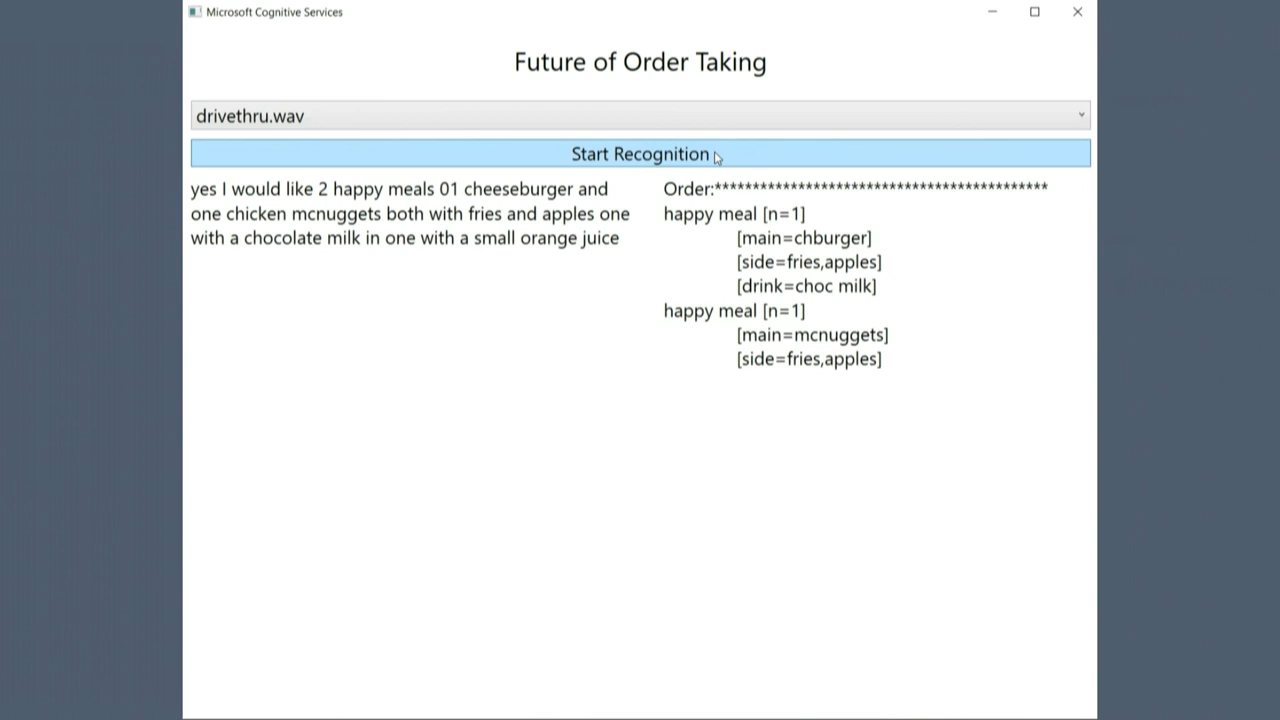 Microsoft Cognitive Services
Future of Order Taking
drivethru.wav
Start Recognition
yes I would like 2 happy meals 01 cheeseburger and
one chicken mcnuggets both with fries and apples one
with a chocolate milk in one with a small orange juice
Order:********************************************
happy meal [n=1]
[main=chburger]
[side=fries,apples]
[drink=choc milk]
happy meal [n=1]
[main=mcnuggets]
[side=fries,apples]